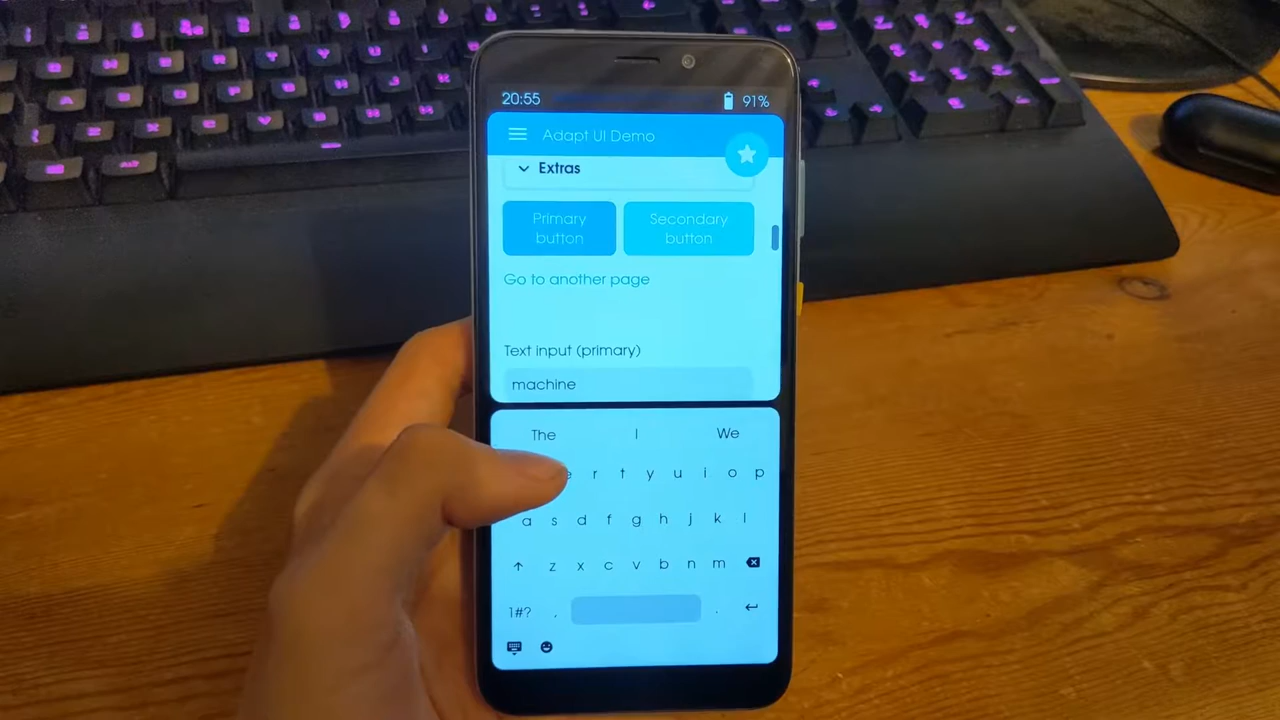 20:55 91%
Adapt UI Demo
Extras
Primary
button
Secondary
button
Go to another page
Text input (primary)
machine
The I We
e r t y u i o p
a s d f g h j k l
z x c v b n m
1#? , .